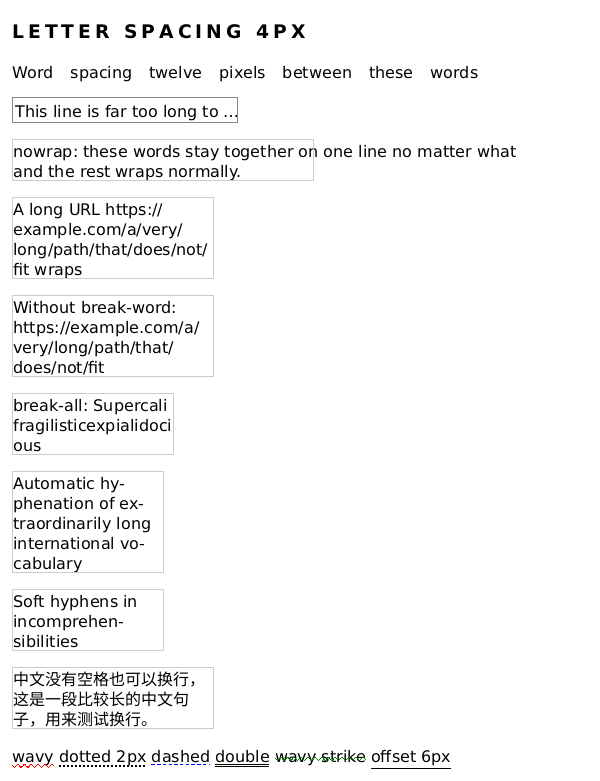 LETTER SPACING 4PX
Word spacing twelve pixels between these words
This line is far too long to …
nowrap: these words stay together on one line no matter what
and the rest wraps normally.
A long URL https://
example.com/a/very/
long/path/that/does/not/
fit wraps
Without break-word:
https://example.com/a/
very/long/path/that/
does/not/fit
break-all: Supercali
fragilisticexpialidoci
ous
Automatic hy-
phenation of ex-
traordinarily long
international vo-
cabulary
Soft hyphens in
incomprehen-
sibilities
中文没有空格也可以换行，
这是一段比较长的中文句
子，用来测试换行。
wavy dotted 2px dashed double wavy strike offset 6px